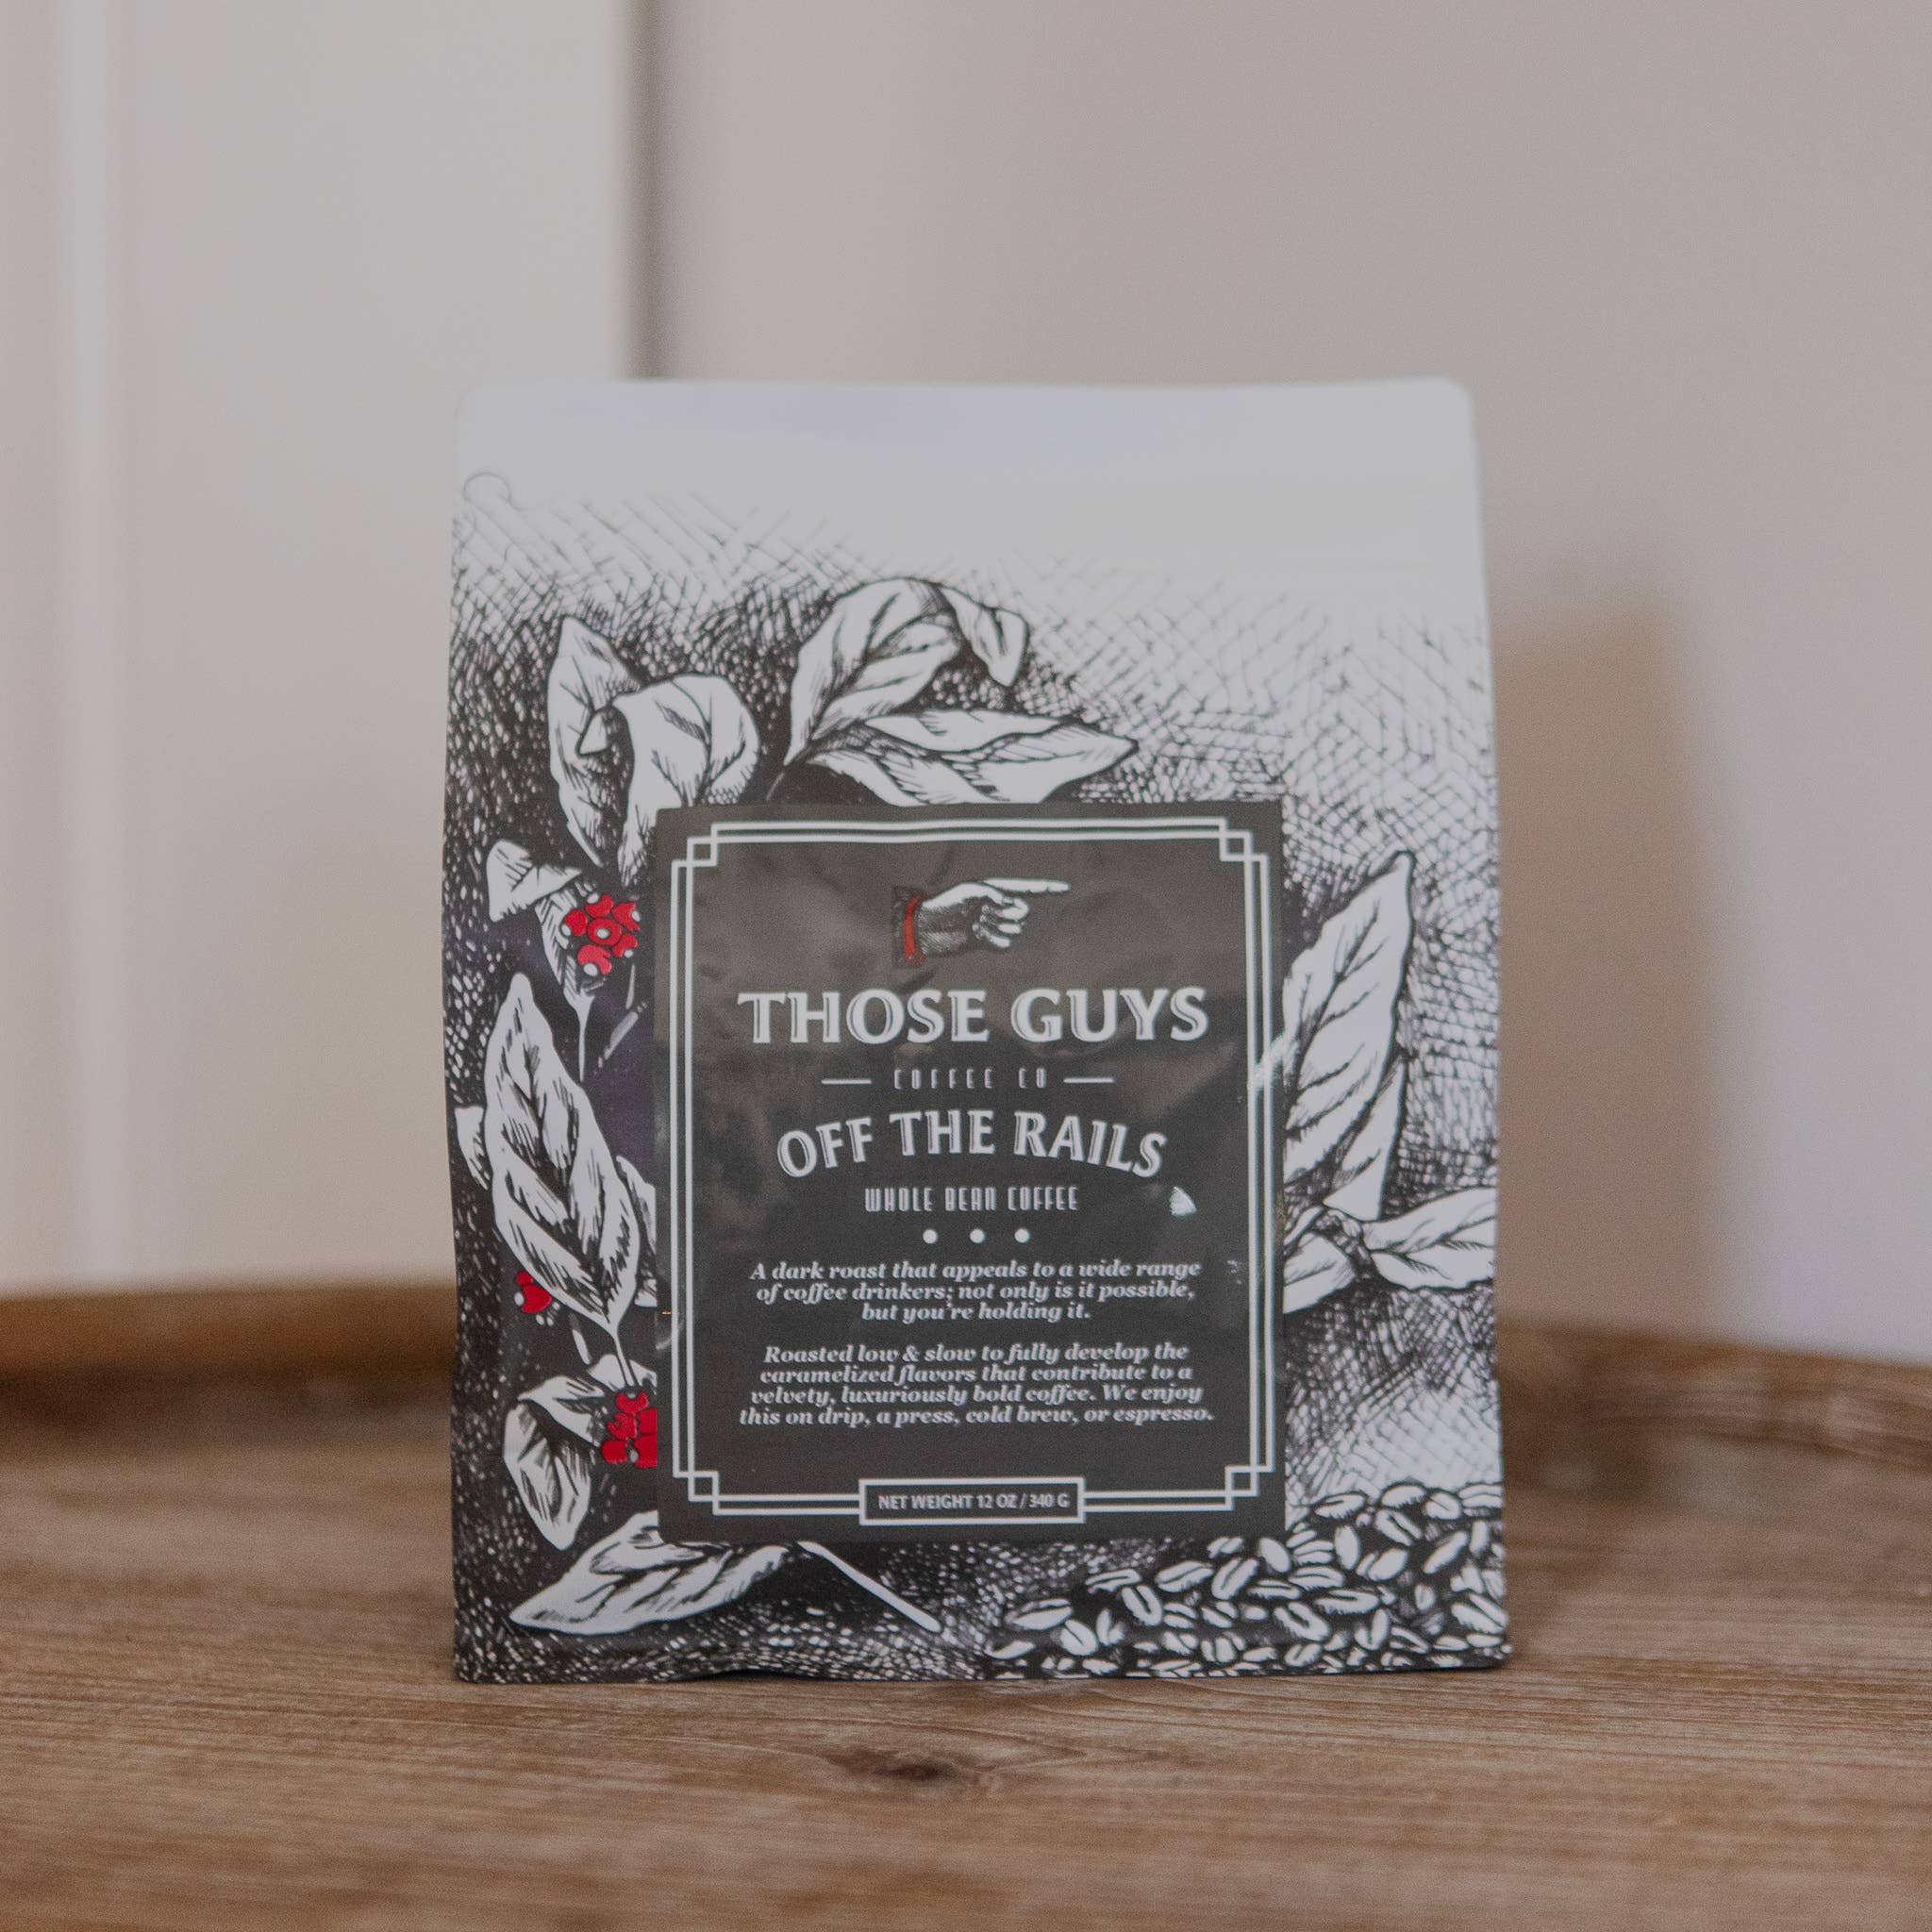 THOSE GUYS
COFFEE CO
OFF THE RAILS
WHOLE BEAN COFFEE
A dark roast that appeals to a wide range
of coffee drinkers; not only is it possible,
but you're holding it.
Roasted low & slow to fully develop the
caramelized flavors that contribute to a
velvety, luxuriously bold coffee. We enjoy
this on drip, a press, cold brew, or espresso.
NET WEIGHT 12 OZ / 340 G